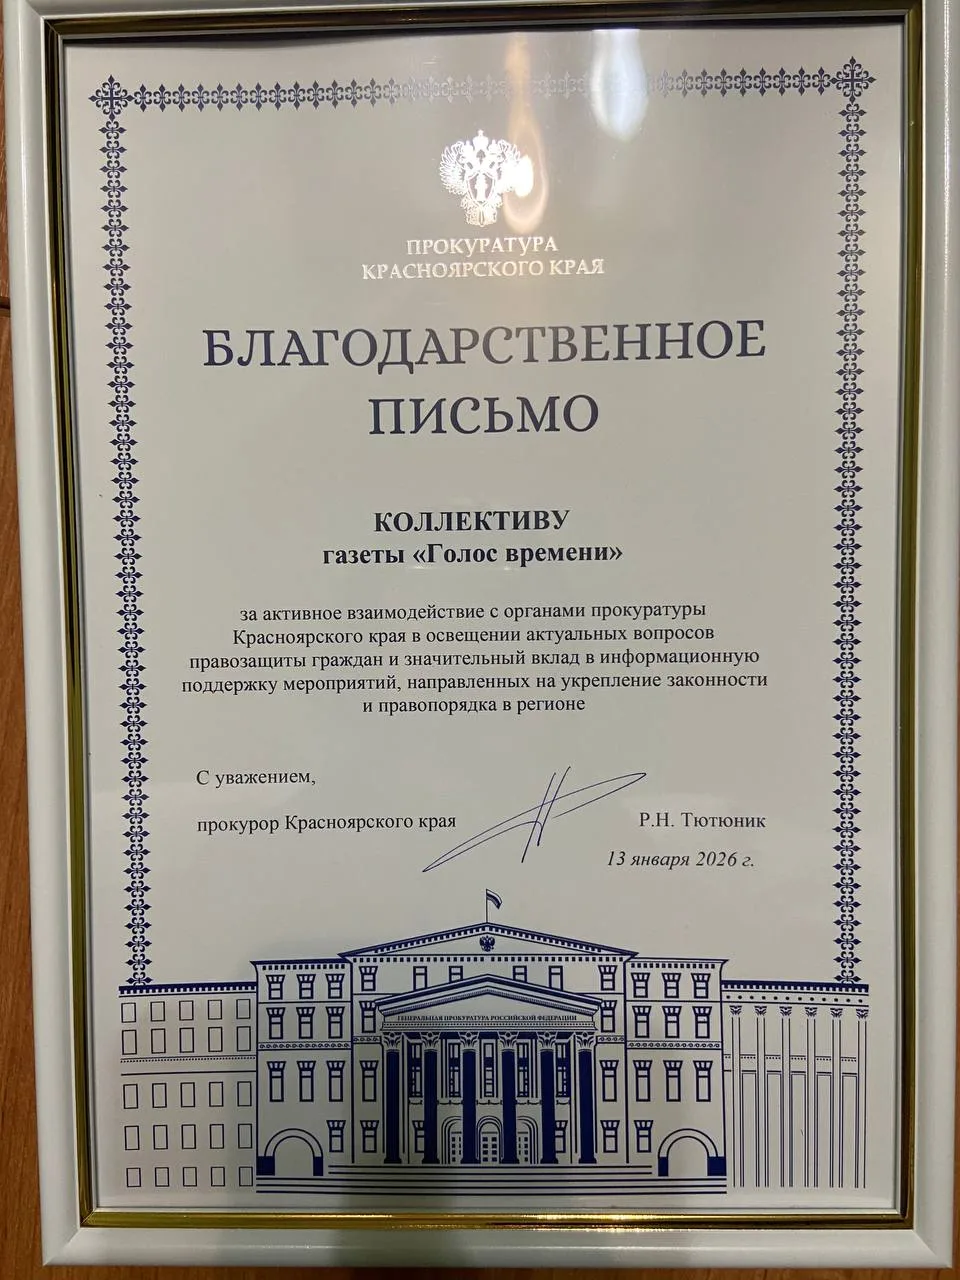 ПРОКУРАТУРА
КРАСНОЯРСКОГО КРАЯ
БЛАГОДАРСТВЕННОЕ
ПИСЬМО
КОЛЛЕКТИВУ
газеты «Голос времени»
за активное взаимодействие с органами прокуратуры
Красноярского края в освещении актуальных вопросов
правозащиты граждан и значительный вклад в информационную
поддержку мероприятий, направленных на укрепление законности
и правопорядка в регионе
С уважением,
прокурор Красноярского края
Р.Н. Тютюник
13 января 2026 г.
ГЕНЕРАЛЬНАЯ ПРОКУРАТУРА РОССИЙСКОЙ ФЕДЕРАЦИИ